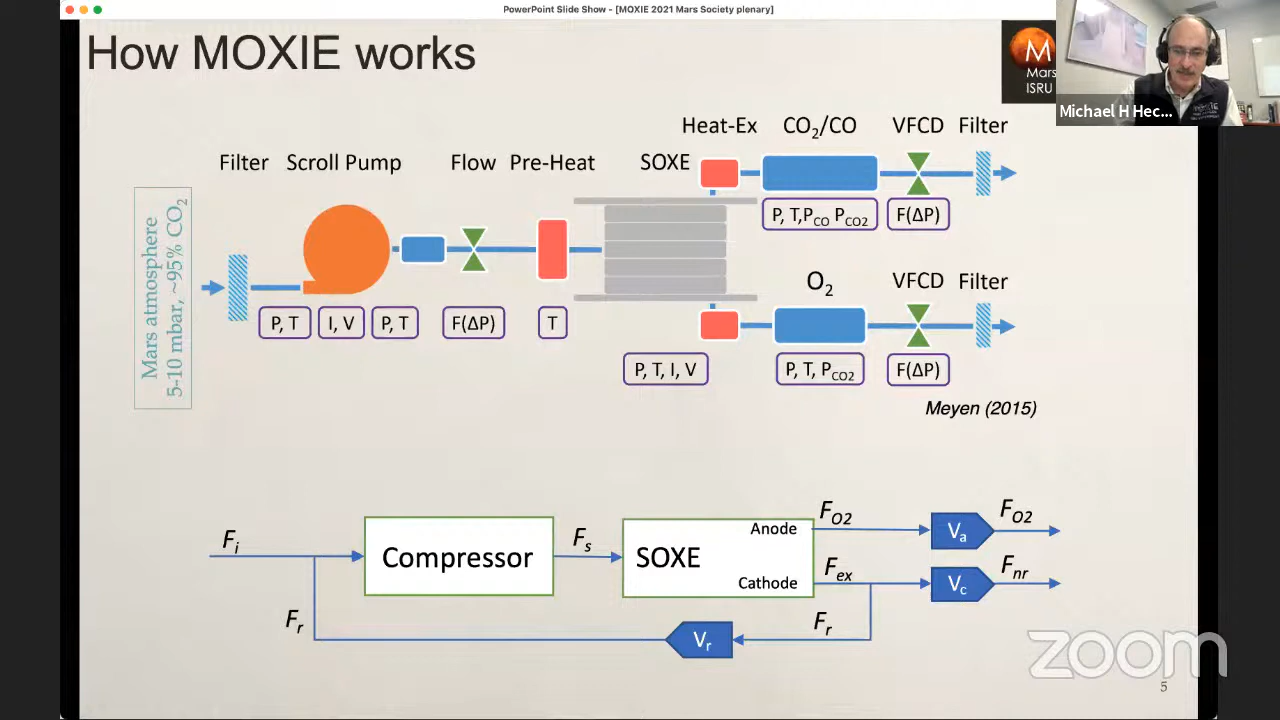 PowerPoint Slide Show - [MOXIE 2021 Mars Society plenary]
How MOXIE works
M
Mars
ISRU
Michael H Hec...
Heat-Ex CO₂/CO VFCD Filter
Filter Scroll Pump Flow Pre-Heat SOXE
Mars atmosphere
5-10 mbar, ~95% CO₂
P, T,P_CO P_CO2 F(ΔP)
O₂ VFCD Filter
P, T I, V P, T F(ΔP) T
P, T, I, V P, T, P_CO2 F(ΔP)
Meyen (2015)
F_i Compressor F_s SOXE Anode Cathode
F_O2 V_a F_O2
F_ex V_c F_nr
F_r V_r F_r
zoom
5